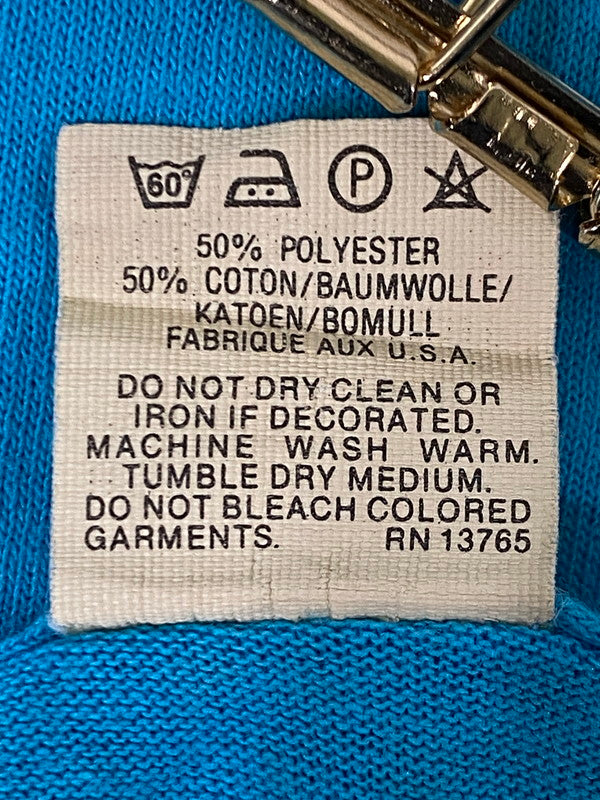 60°
P
50% POLYESTER
50% COTON/BAUMWOLLE/
KATOEN/BOMULL
FABRIQUE AUX U.S.A.
DO NOT DRY CLEAN OR
IRON IF DECORATED.
MACHINE WASH WARM.
TUMBLE DRY MEDIUM.
DO NOT BLEACH COLORED
GARMENTS. RN 13765